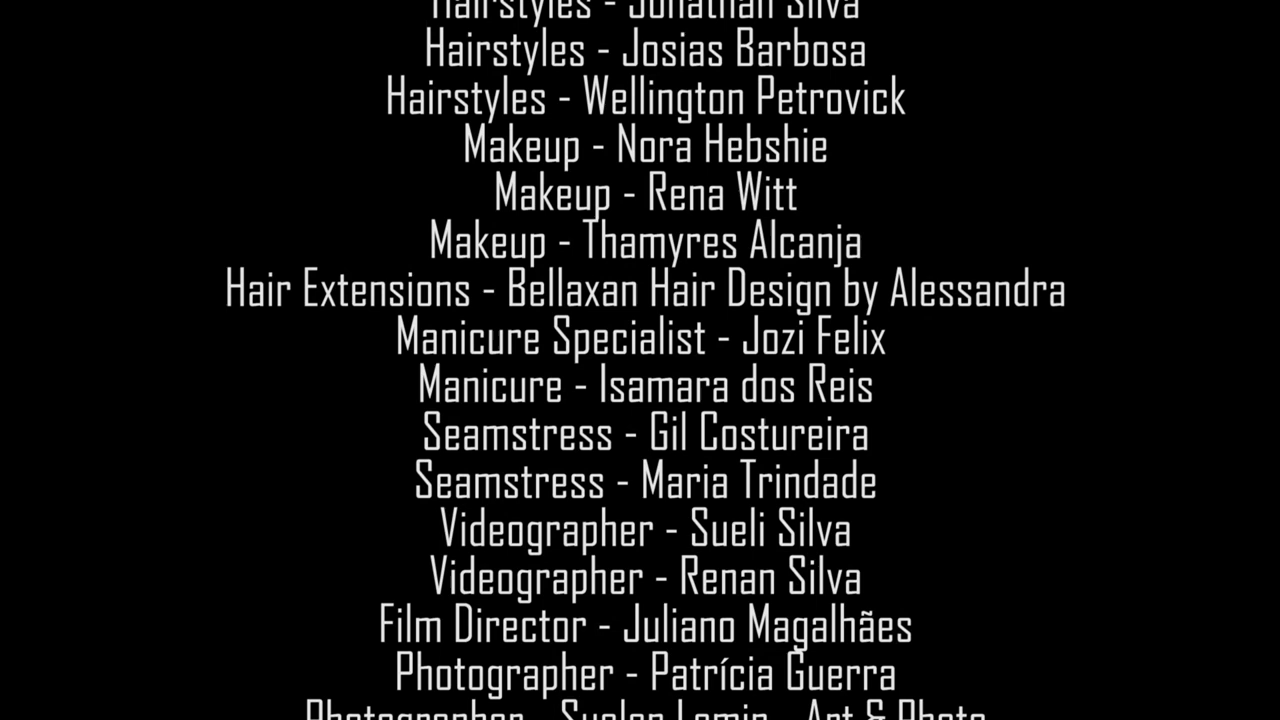 Hairstyles - Jonathan Silva
Hairstyles - Josias Barbosa
Hairstyles - Wellington Petrovick
Makeup - Nora Hebshie
Makeup - Rena Witt
Makeup - Thamyres Alcanja
Hair Extensions - Bellaxan Hair Design by Alessandra
Manicure Specialist - Jozi Felix
Manicure - Isamara dos Reis
Seamstress - Gil Costureira
Seamstress - Maria Trindade
Videographer - Sueli Silva
Videographer - Renan Silva
Film Director - Juliano Magalhães
Photographer - Patrícia Guerra
Photographer - Art & Photo